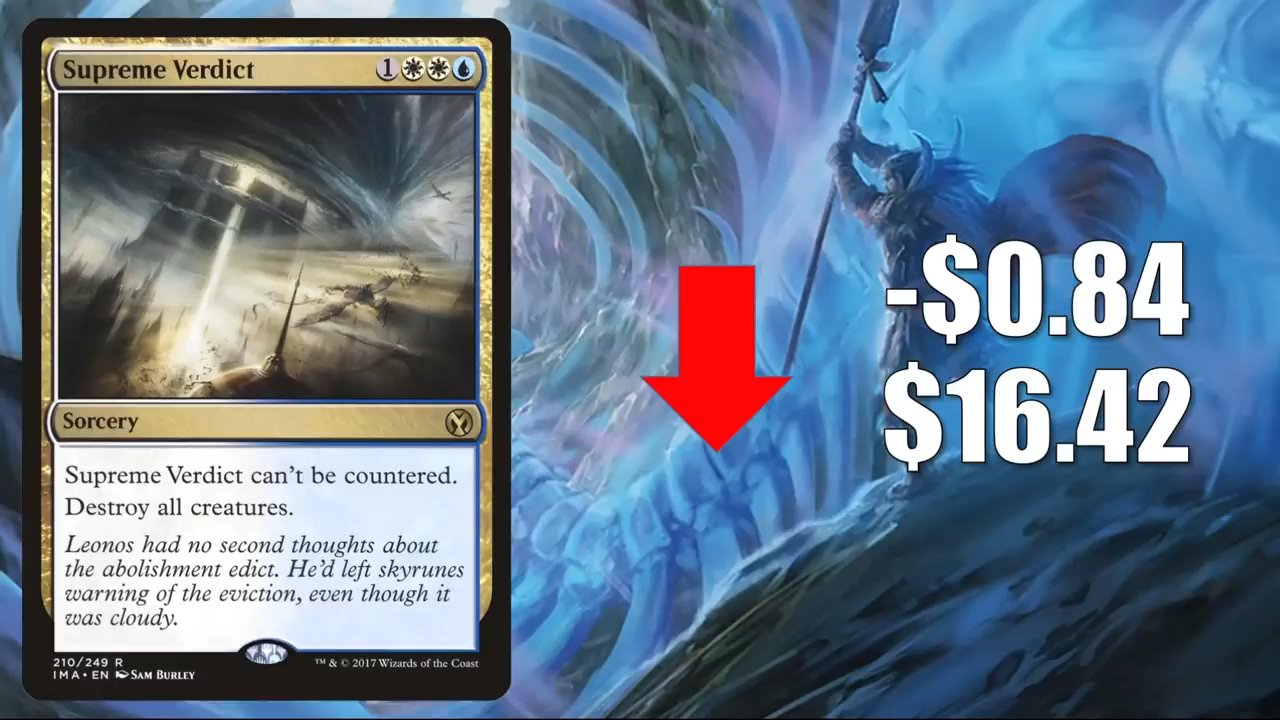 Supreme Verdict 1
Sorcery
Supreme Verdict can't be countered.
Destroy all creatures.
Leonos had no second thoughts about
the abolishment edict. He'd left skyrunes
warning of the eviction, even though it
was cloudy.
210/249 R
IMA • EN SAM BURLEY
™ & © 2017 Wizards of the Coast
-$0.84
$16.42